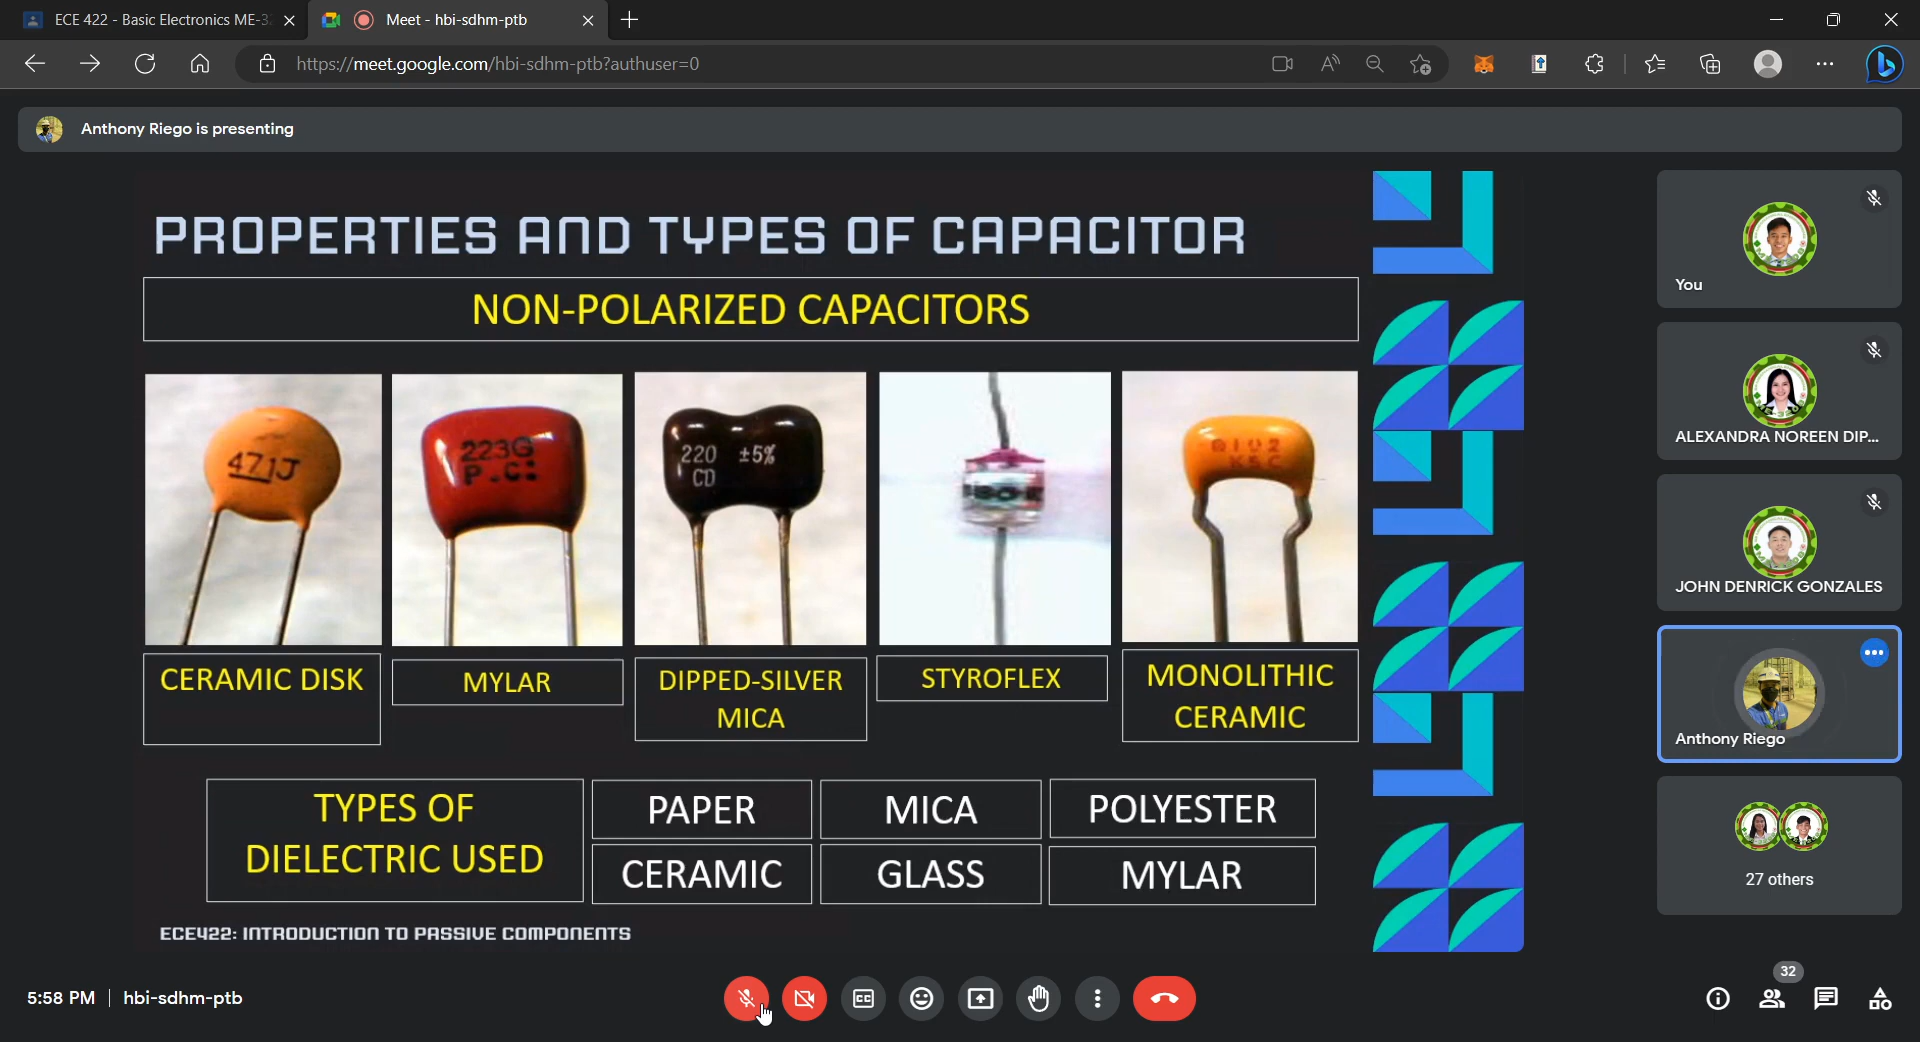 ECE 422 - Basic Electronics ME-32
Meet - hbi-sdhm-ptb
https://meet.google.com/hbi-sdhm-ptb?authuser=0
Anthony Riego is presenting
PROPERTIES AND TYPES OF CAPACITOR
NON-POLARIZED CAPACITORS
471J
223G
P.C:
220 ±5%
CD
K5C
CERAMIC DISK
MYLAR
DIPPED-SILVER
MICA
STYROFLEX
MONOLITHIC
CERAMIC
TYPES OF
DIELECTRIC USED
PAPER
MICA
POLYESTER
CERAMIC
GLASS
MYLAR
ECE422: INTRODUCTION TO PASSIVE COMPONENTS
You
ALEXANDRA NOREEN DIP...
JOHN DENRICK GONZALES
Anthony Riego
27 others
5:58 PM | hbi-sdhm-ptb
CC
32